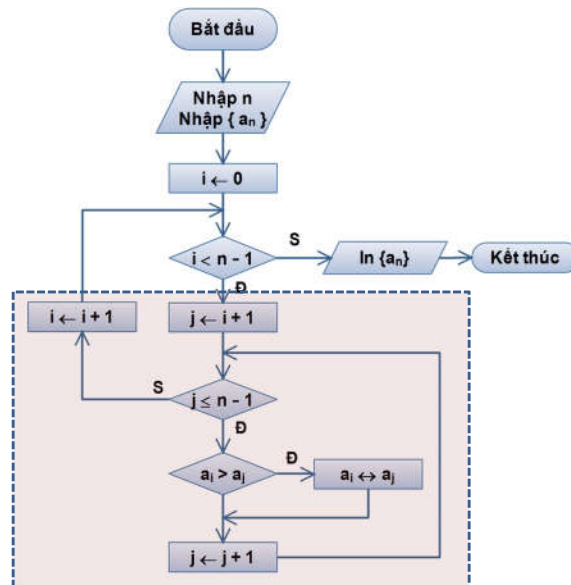 Bắt đầu
Nhập n
Nhập { aₙ }
i ← 0
i < n - 1
S
In {aₙ}
Kết thúc
Đ
i ← i + 1
j ← i + 1
S
j ≤ n - 1
Đ
aᵢ > aⱼ
Đ
aᵢ ↔ aⱼ
j ← j + 1